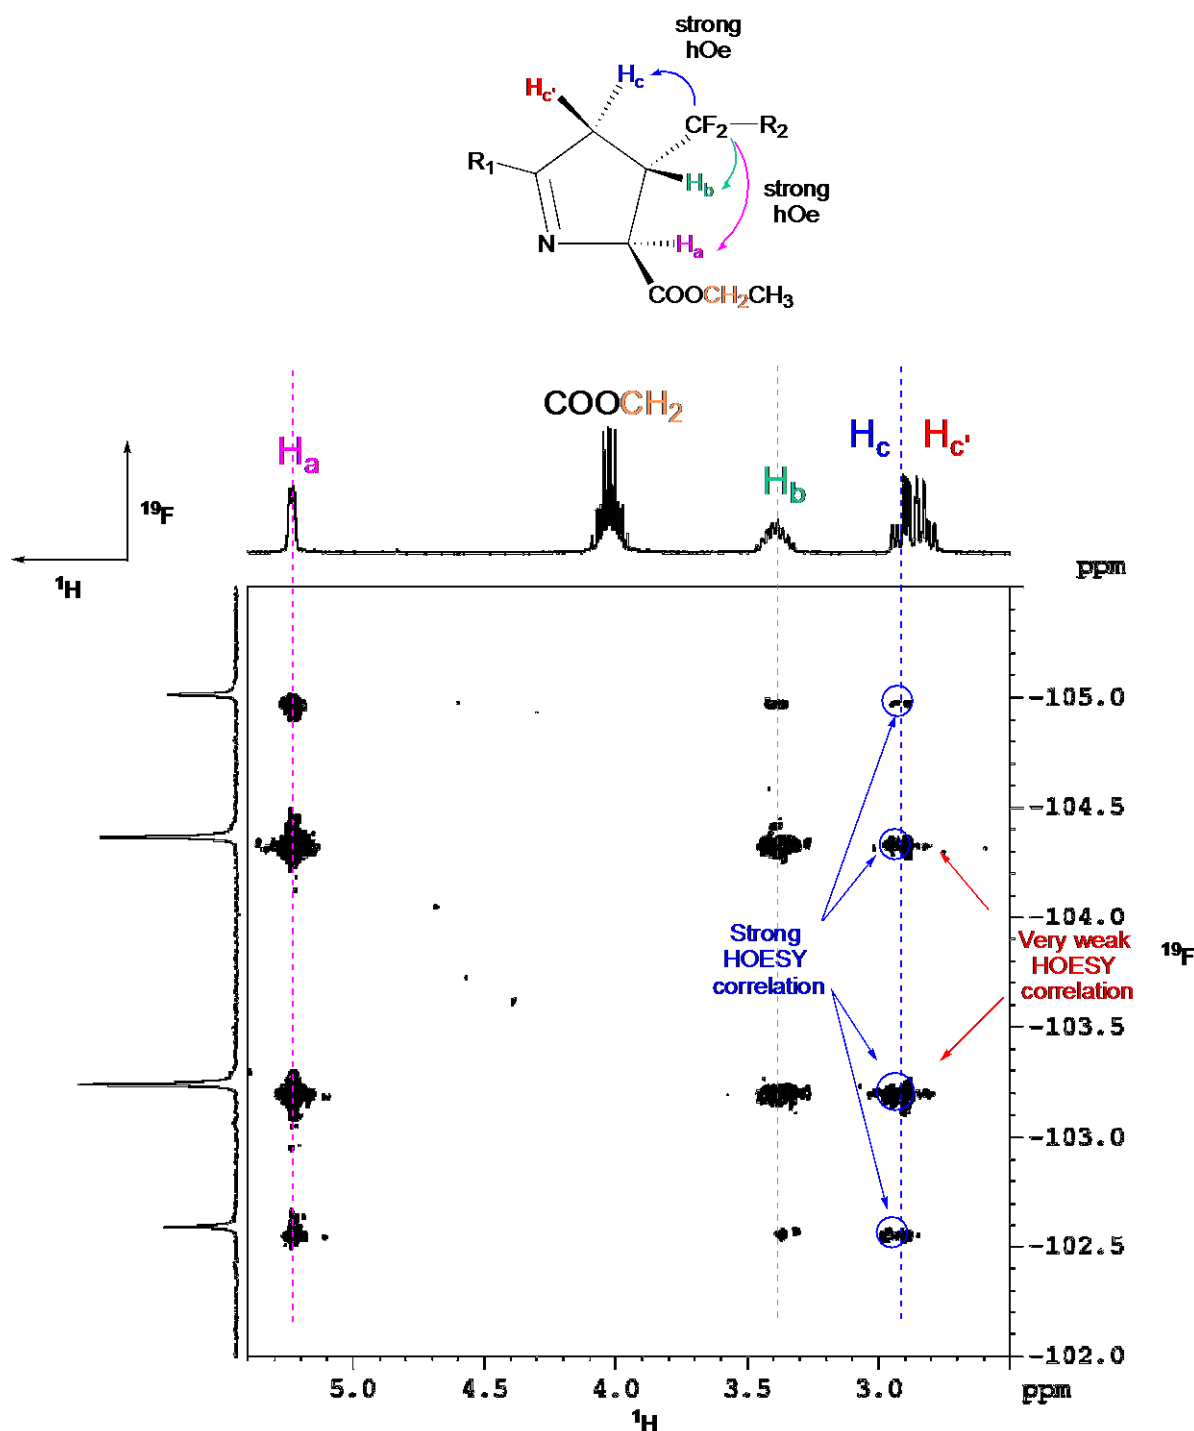 strong
hOe
Hc' Hc
CF2—R2
R1
Hb
strong
hOe
N
Ha
COOCH2CH3
COOCH2
Ha
Hb
Hc Hc'
19F
1H
ppm
-105.0
-104.5
-104.0
-103.5
-103.0
-102.5
-102.0
Strong
HOESY
correlation
Very weak
HOESY
correlation
19F
5.0 4.5 4.0 3.5 3.0 ppm
1H